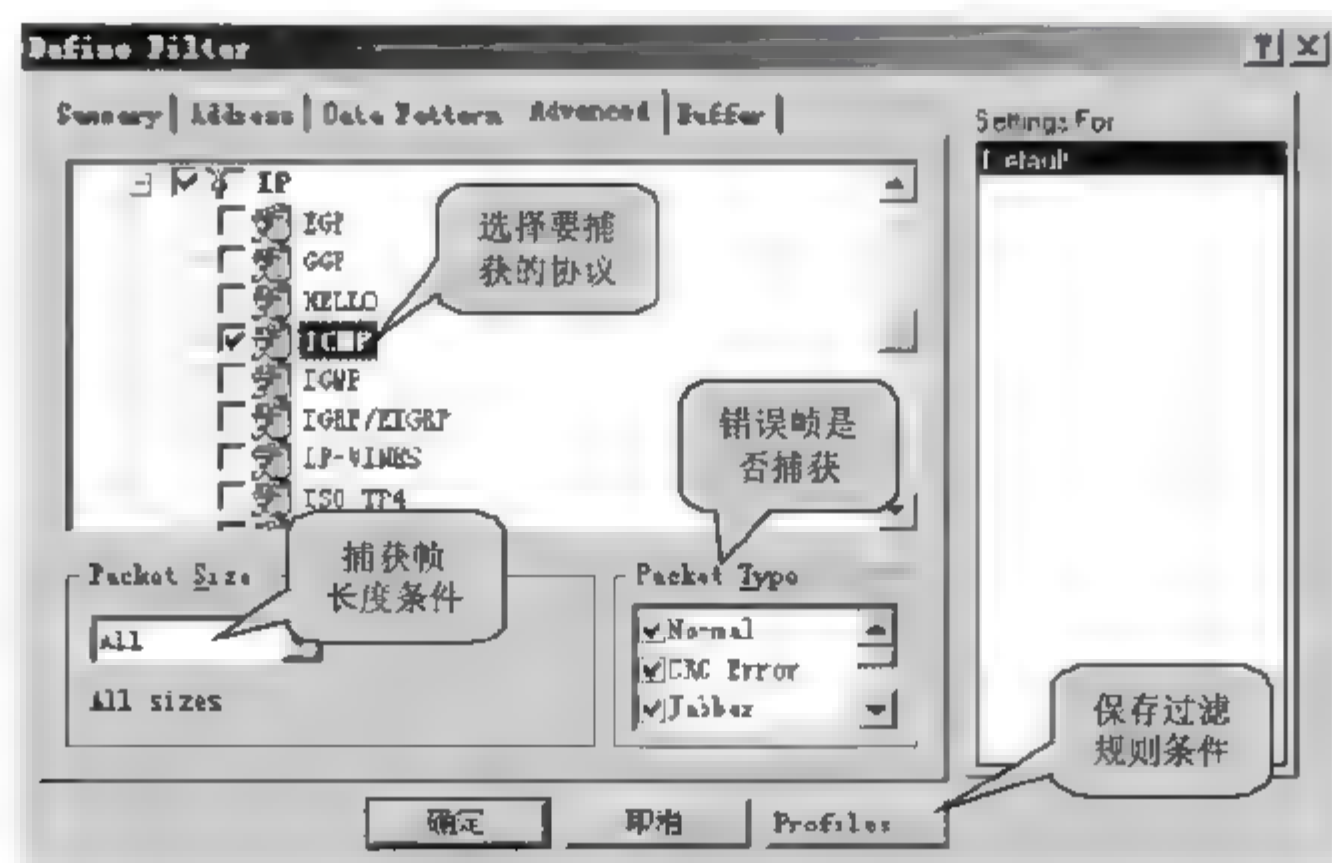 Define Filter
Summary Address Data Pattern Advanced Buffer
Settings For
Default
IP
EGP
GGP
HELLO
ICMP
IGMP
IGRP/EIGRP
IP-VINES
ISO TP4
选择要捕
获的协议
错误帧是
否捕获
捕获帧
长度条件
Packet Size
All
All sizes
Packet Type
Normal
CRC Error
Jabber
保存过滤
规则条件
确定 取消 Profiles